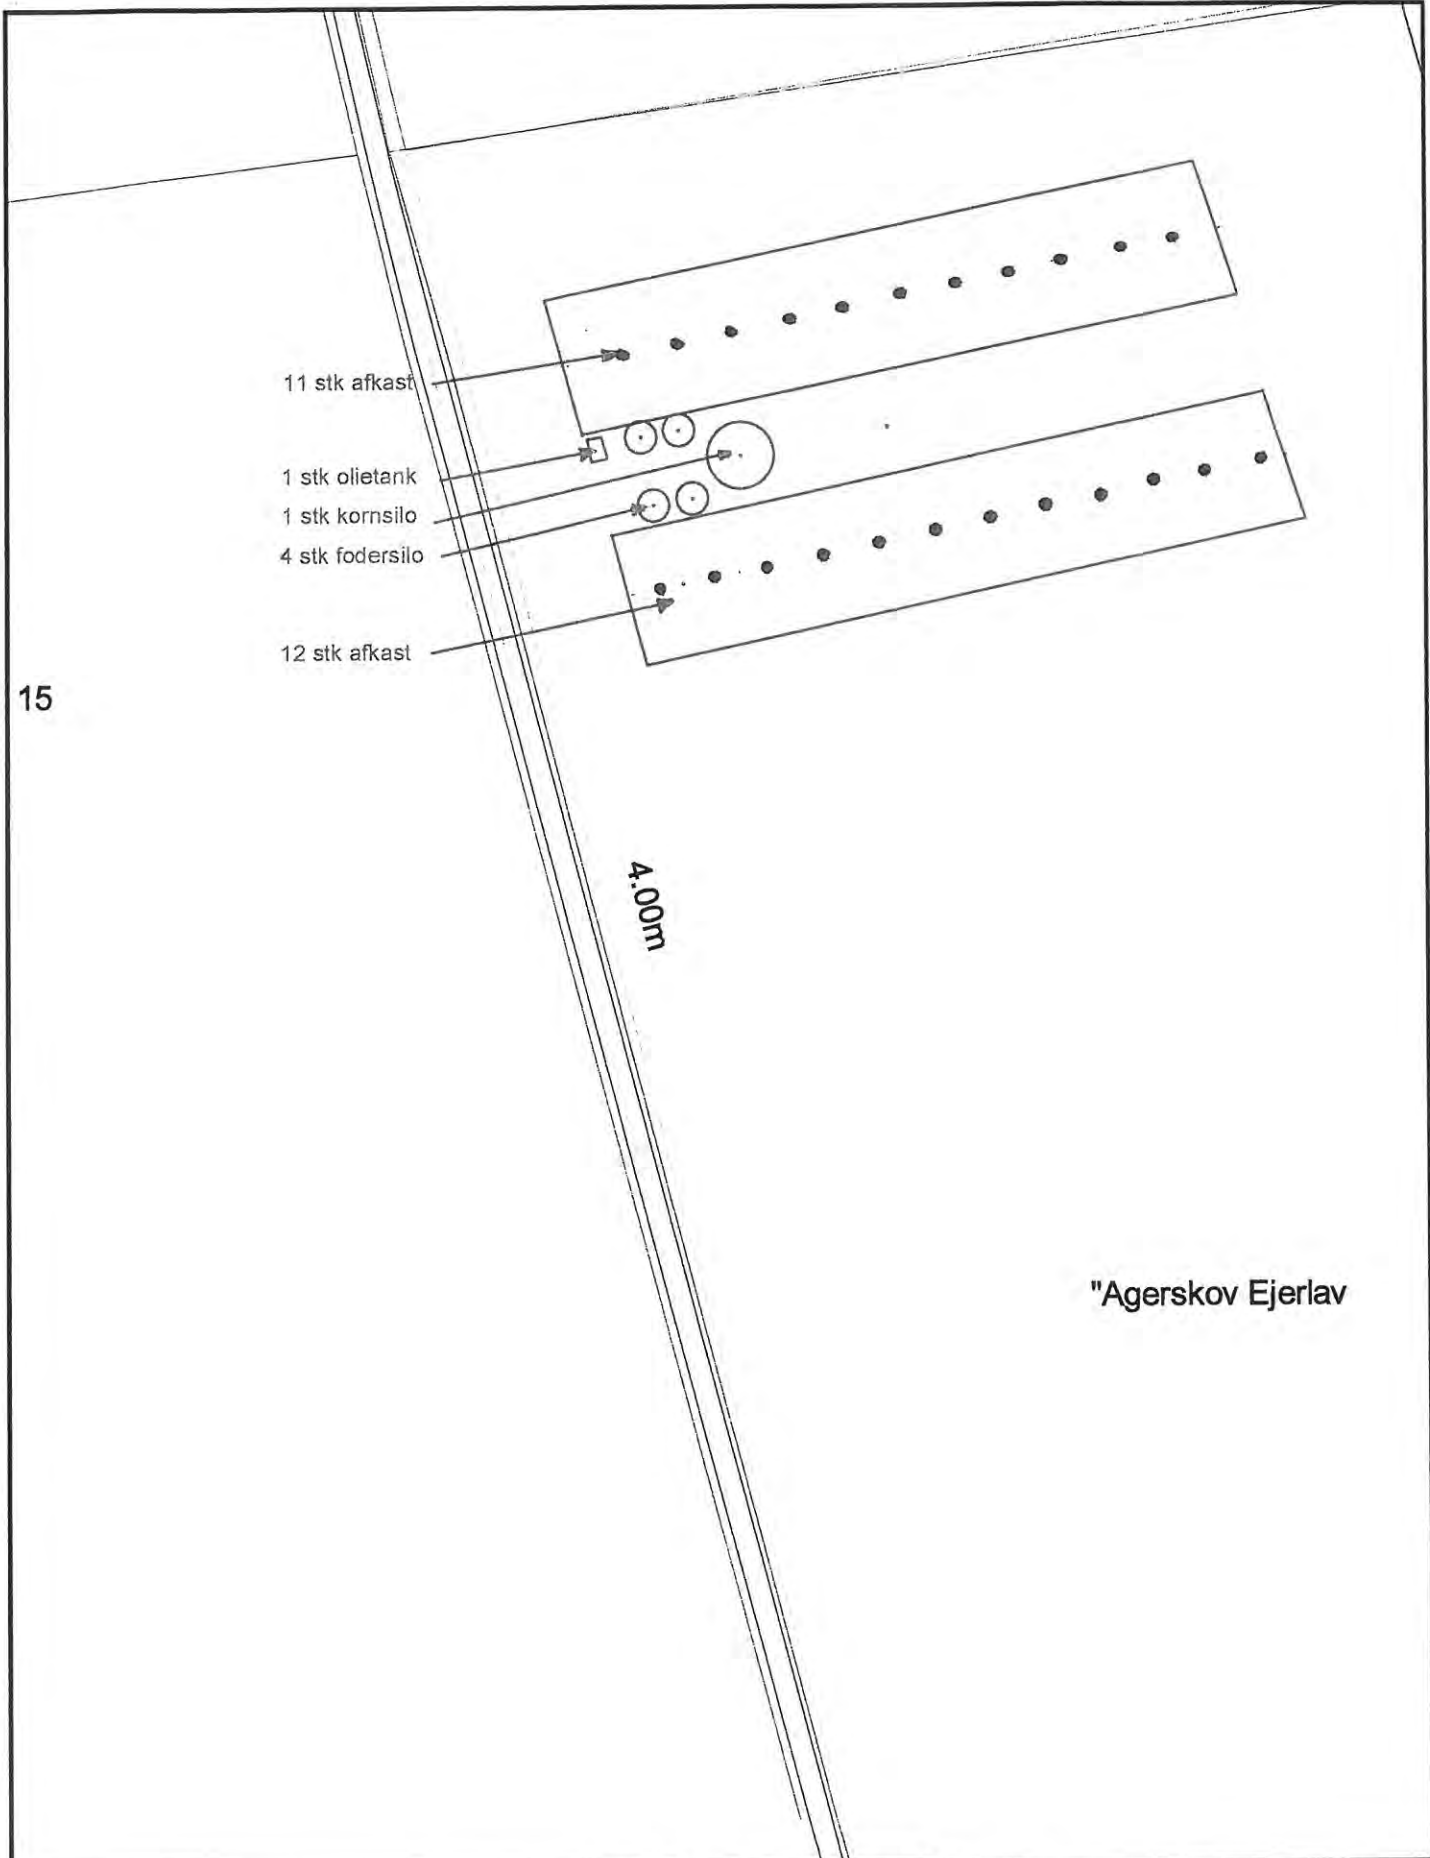 11 stk afkast
1 stk olietank
1 stk kornsilo
4 stk fodersilo
12 stk afkast
15
4.00m
"Agerskov Ejerlav